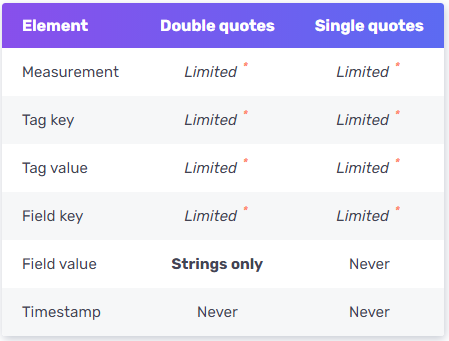 Element Double quotes Single quotes
Measurement Limited * Limited *
Tag key Limited * Limited *
Tag value Limited * Limited *
Field key Limited * Limited *
Field value Strings only Never
Timestamp Never Never